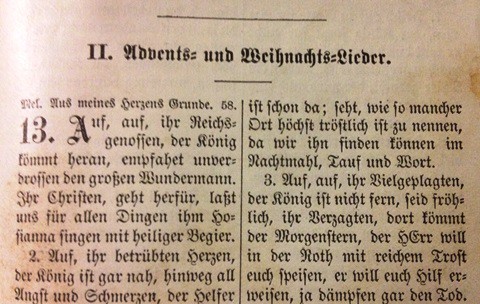 II. Advents- und Weihnachts-Lieder.
Mel. Aus meines Herzens Grunde. 58.
13. Auf, auf, ihr Reichs-
genossen, der König
kömmt heran, empfahet unver-
drossen den großen Wundermann.
Ihr Christen, geht herfür, laßt
uns für allen Dingen ihm Ho-
sianna singen mit heiliger Begier.
2. Auf, ihr betrübten Herzen,
der König ist gar nah, hinweg all
Angst und Schmerzen, der Helfer
ist schon da; seht, wie so mancher
Ort höchst tröstlich ist zu nennen,
da wir ihn finden können im
Nachtmahl, Tauf und Wort.
3. Auf, auf, ihr Vielgeplagten,
der König ist nicht fern, seid fröh-
lich, ihr Verzagten, dort kömmt
der Morgenstern, der HErr will
in der Noth mit reichem Trost
euch speisen, er will euch Hilf er-
weisen, ja dämpfen gar den Tod.